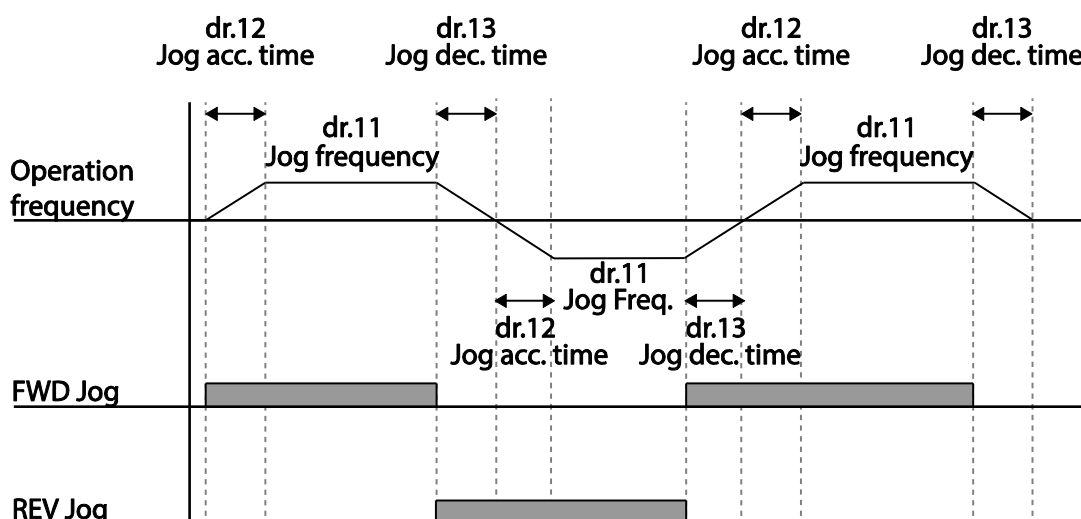 dr.12
Jog acc. time
dr.13
Jog dec. time
dr.12
Jog acc. time
dr.13
Jog dec. time
dr.11
Jog frequency
dr.11
Jog frequency
Operation
frequency
dr.11
Jog Freq.
dr.12
Jog acc. time
dr.13
Jog dec. time
FWD Jog
REV Jog